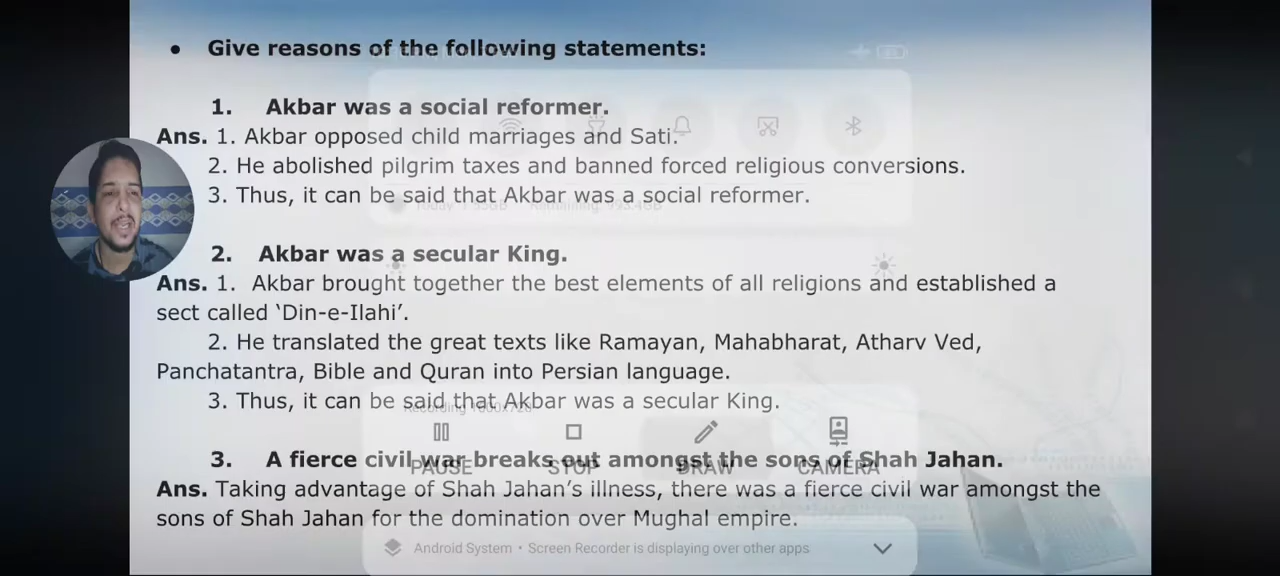 • Give reasons of the following statements:
1. Akbar was a social reformer.
Ans. 1. Akbar opposed child marriages and Sati.
2. He abolished pilgrim taxes and banned forced religious conversions.
3. Thus, it can be said that Akbar was a social reformer.
2. Akbar was a secular King.
Ans. 1. Akbar brought together the best elements of all religions and established a
sect called ‘Din-e-Ilahi’.
2. He translated the great texts like Ramayan, Mahabharat, Atharv Ved,
Panchatantra, Bible and Quran into Persian language.
3. Thus, it can be said that Akbar was a secular King.
Recording
3. A fierce civil war breaks out amongst the sons of Shah Jahan.
PAUSE STOP DRAW CAMERA
Ans. Taking advantage of Shah Jahan’s illness, there was a fierce civil war amongst the
sons of Shah Jahan for the domination over Mughal empire.
Android System • Screen Recorder is displaying over other apps